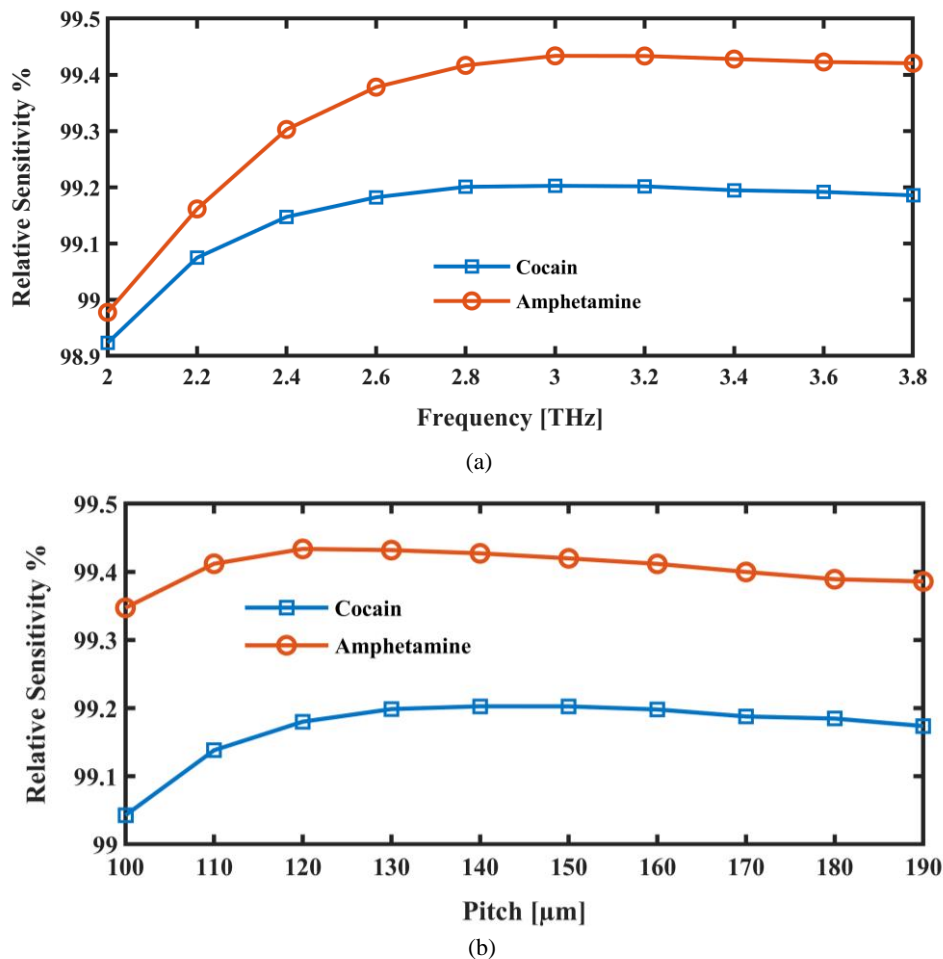 99.5
99.4
99.3
99.2
99.1
99
98.9
Relative Sensitivity %
Cocain
Amphetamine
2 2.2 2.4 2.6 2.8 3 3.2 3.4 3.6 3.8
Frequency [THz]
(a)
99.5
99.4
99.3
99.2
99.1
99
Relative Sensitivity %
Cocain
Amphetamine
100 110 120 130 140 150 160 170 180 190
Pitch [µm]
(b)